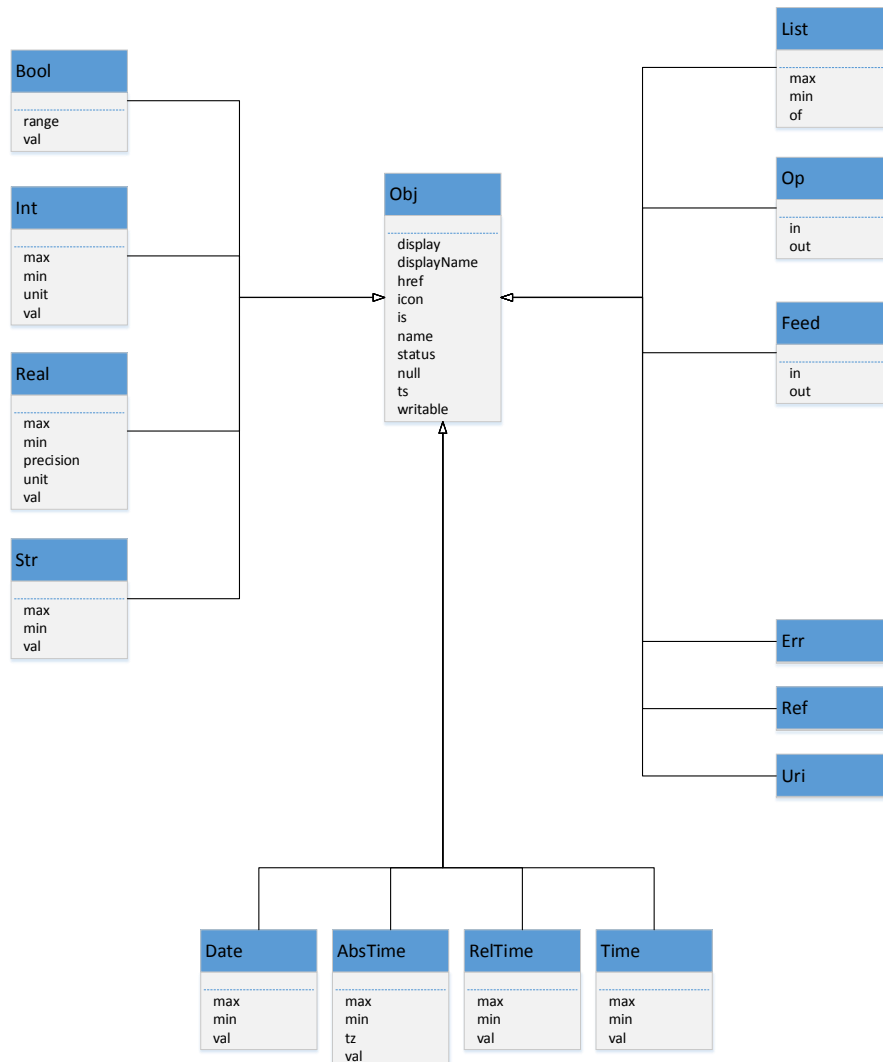 Bool
range
val
Int
max
min
unit
val
Real
max
min
precision
unit
val
Str
max
min
val
Obj
display
displayName
href
icon
is
name
status
null
ts
writable
List
max
min
of
Op
in
out
Feed
in
out
Err
Ref
Uri
Date
max
min
val
AbsTime
max
min
tz
val
RelTime
max
min
val
Time
max
min
val